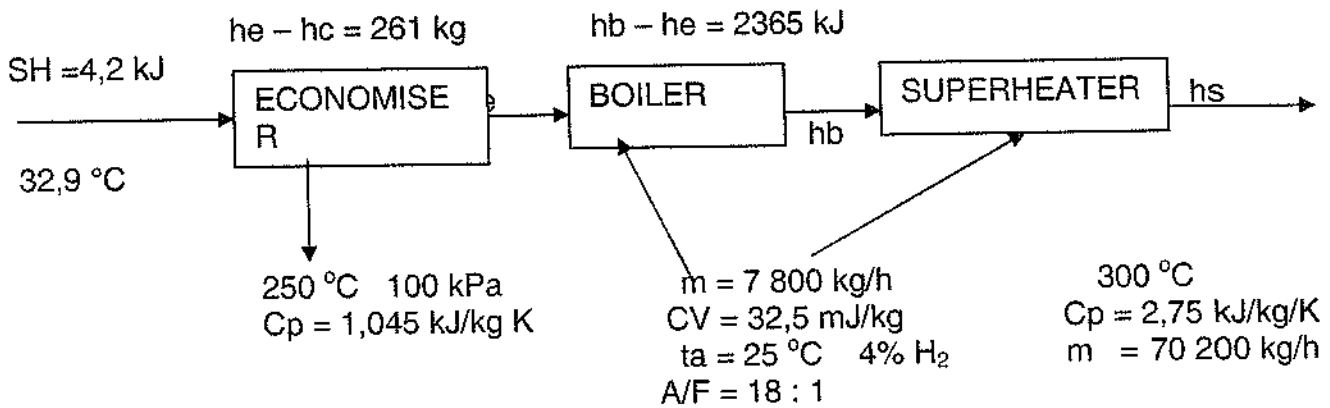 he – hc = 261 kg
hb – he = 2365 kJ
SH =4,2 kJ
ECONOMISE
R
e
BOILER
SUPERHEATER
hb
hs
32,9 °C
250 °C 100 kPa
Cp = 1,045 kJ/kg K
m = 7 800 kg/h
CV = 32,5 mJ/kg
ta = 25 °C 4% H₂
A/F = 18 : 1
300 °C
Cp = 2,75 kJ/kg/K
m = 70 200 kg/h